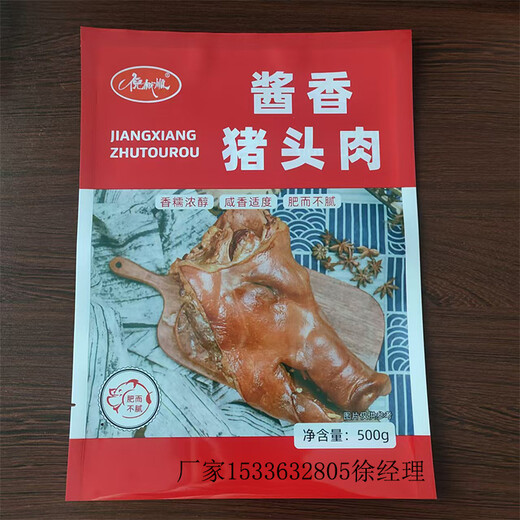 酱香
猪头肉
JIANGXIANG
ZHUTOUROU
香糯浓醇 咸香适度 肥而不腻
肥而
不腻
净含量：500g
厂家1533632805徐经理